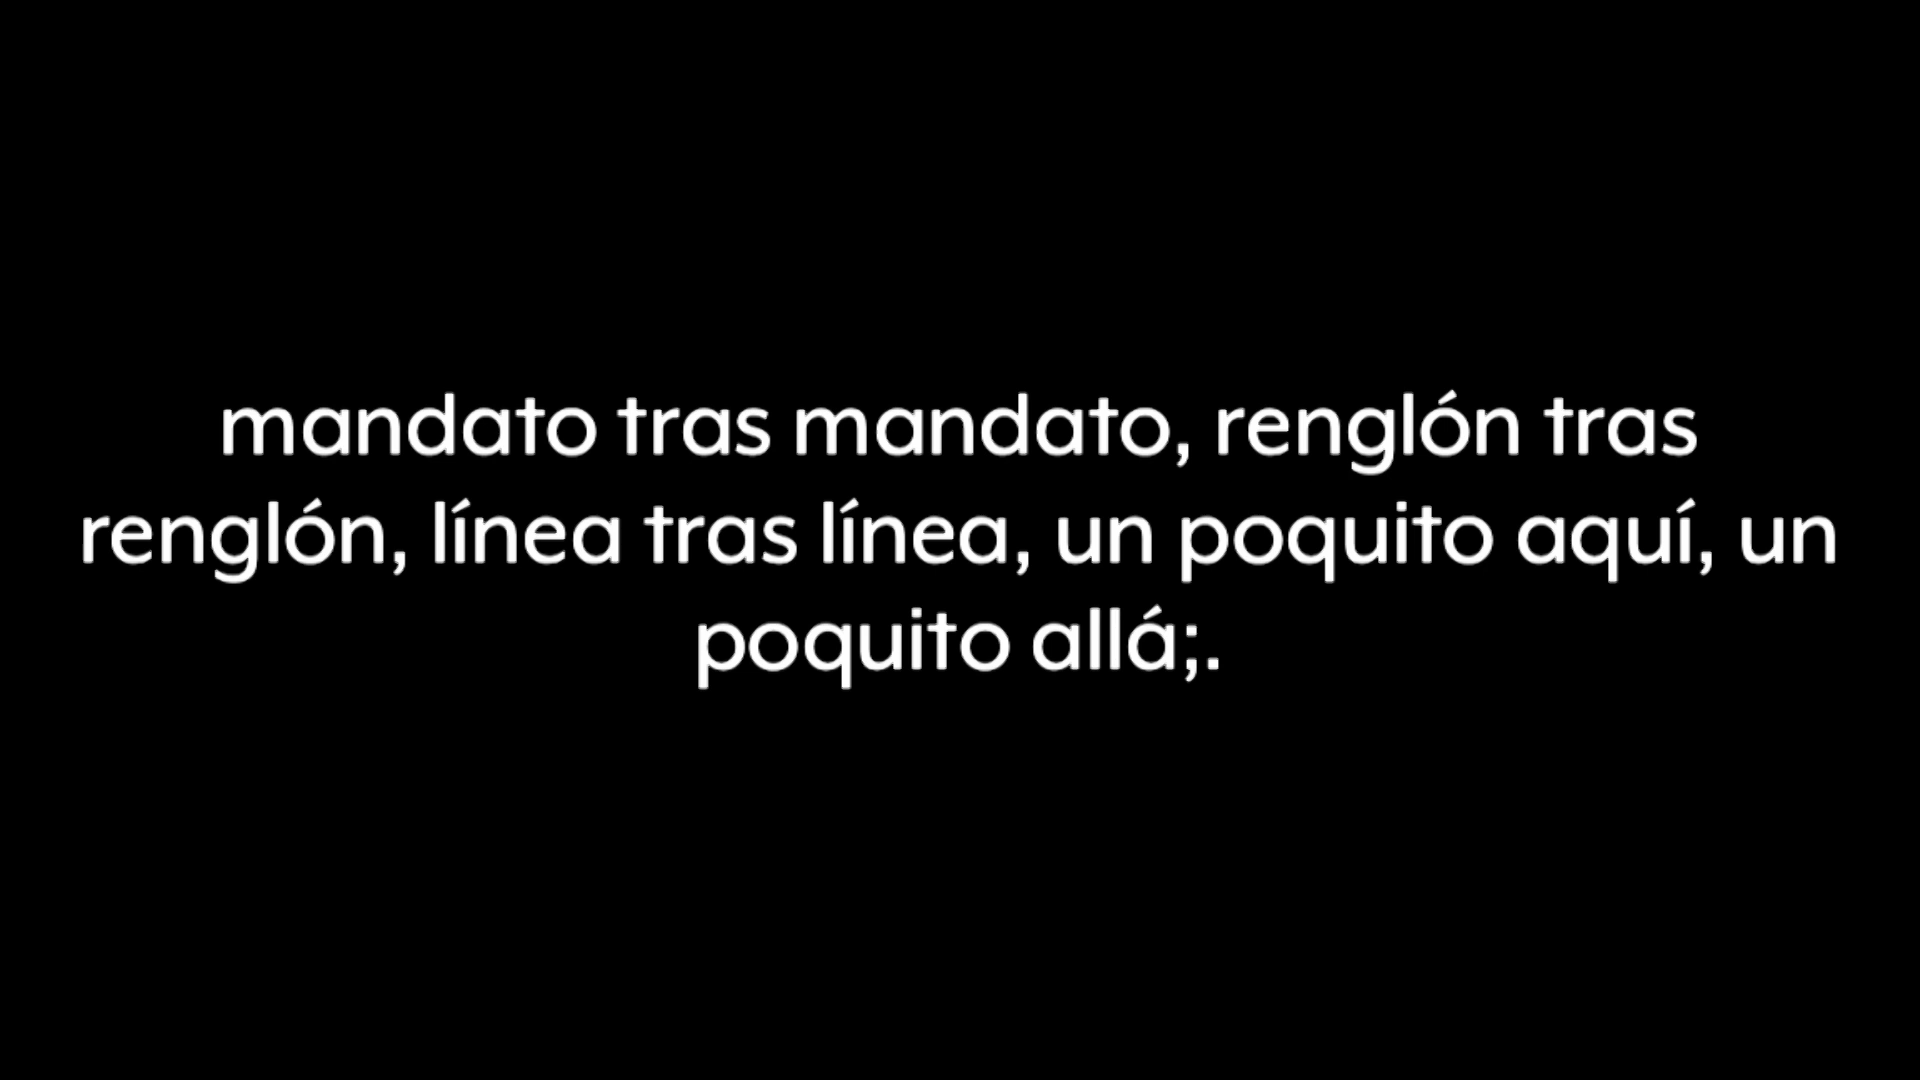 mandato tras mandato, renglón tras
renglón, línea tras línea, un poquito aquí, un
poquito allá;.